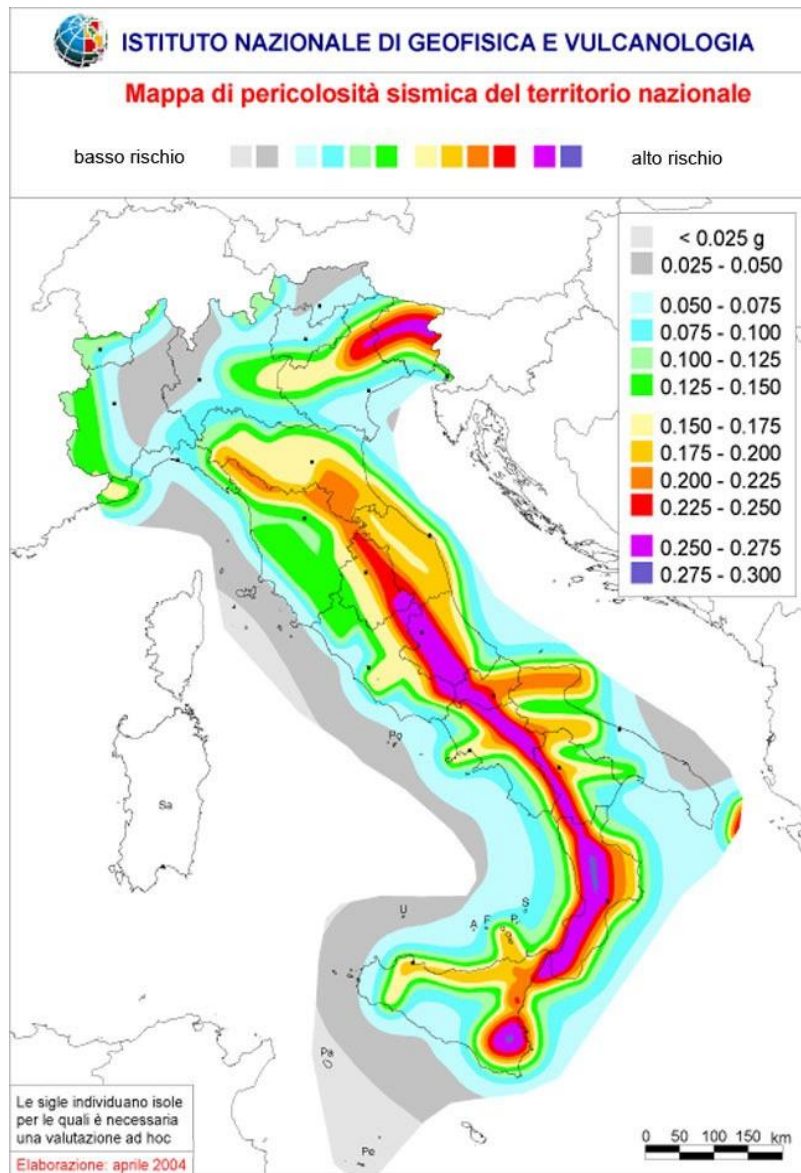 ISTITUTO NAZIONALE DI GEOFISICA E VULCANOLOGIA
Mappa di pericolosità sismica del territorio nazionale
basso rischio alto rischio
< 0.025 g
0.025 - 0.050
0.050 - 0.075
0.075 - 0.100
0.100 - 0.125
0.125 - 0.150
0.150 - 0.175
0.175 - 0.200
0.200 - 0.225
0.225 - 0.250
0.250 - 0.275
0.275 - 0.300
Po
Sa
U
S
A F P
Pa
Pe
Le sigle individuano isole
per le quali è necessaria
una valutazione ad hoc
Elaborazione: aprile 2004
0 50 100 150 km